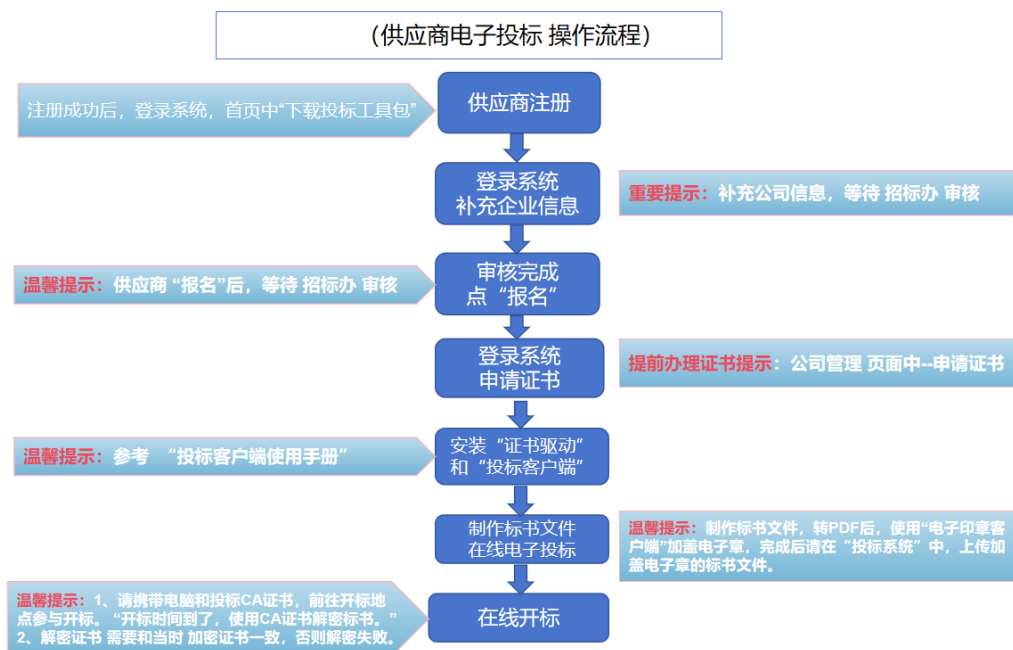 （供应商电子投标 操作流程）
注册成功后，登录系统，首页中“下载投标工具包”
供应商注册
登录系统
补充企业信息
重要提示：补充公司信息，等待 招标办 审核
温馨提示：供应商 “报名”后，等待 招标办 审核
审核完成
点“报名”
登录系统
申请证书
提前办理证书提示：公司管理 页面中--申请证书
温馨提示：参考 “投标客户端使用手册”
安装“证书驱动”
和“投标客户端”
制作标书文件
在线电子投标
温馨提示：制作标书文件，转PDF后，使用“电子印章客
户端”加盖电子章，完成后请在“投标系统”中，上传加
盖电子章的标书文件。
温馨提示：1、请携带电脑和投标CA证书，前往开标地
点参与开标。“开标时间到了，使用CA证书解密标书。”
2、解密证书 需要和当时 加密证书一致，否则解密失败。
在线开标